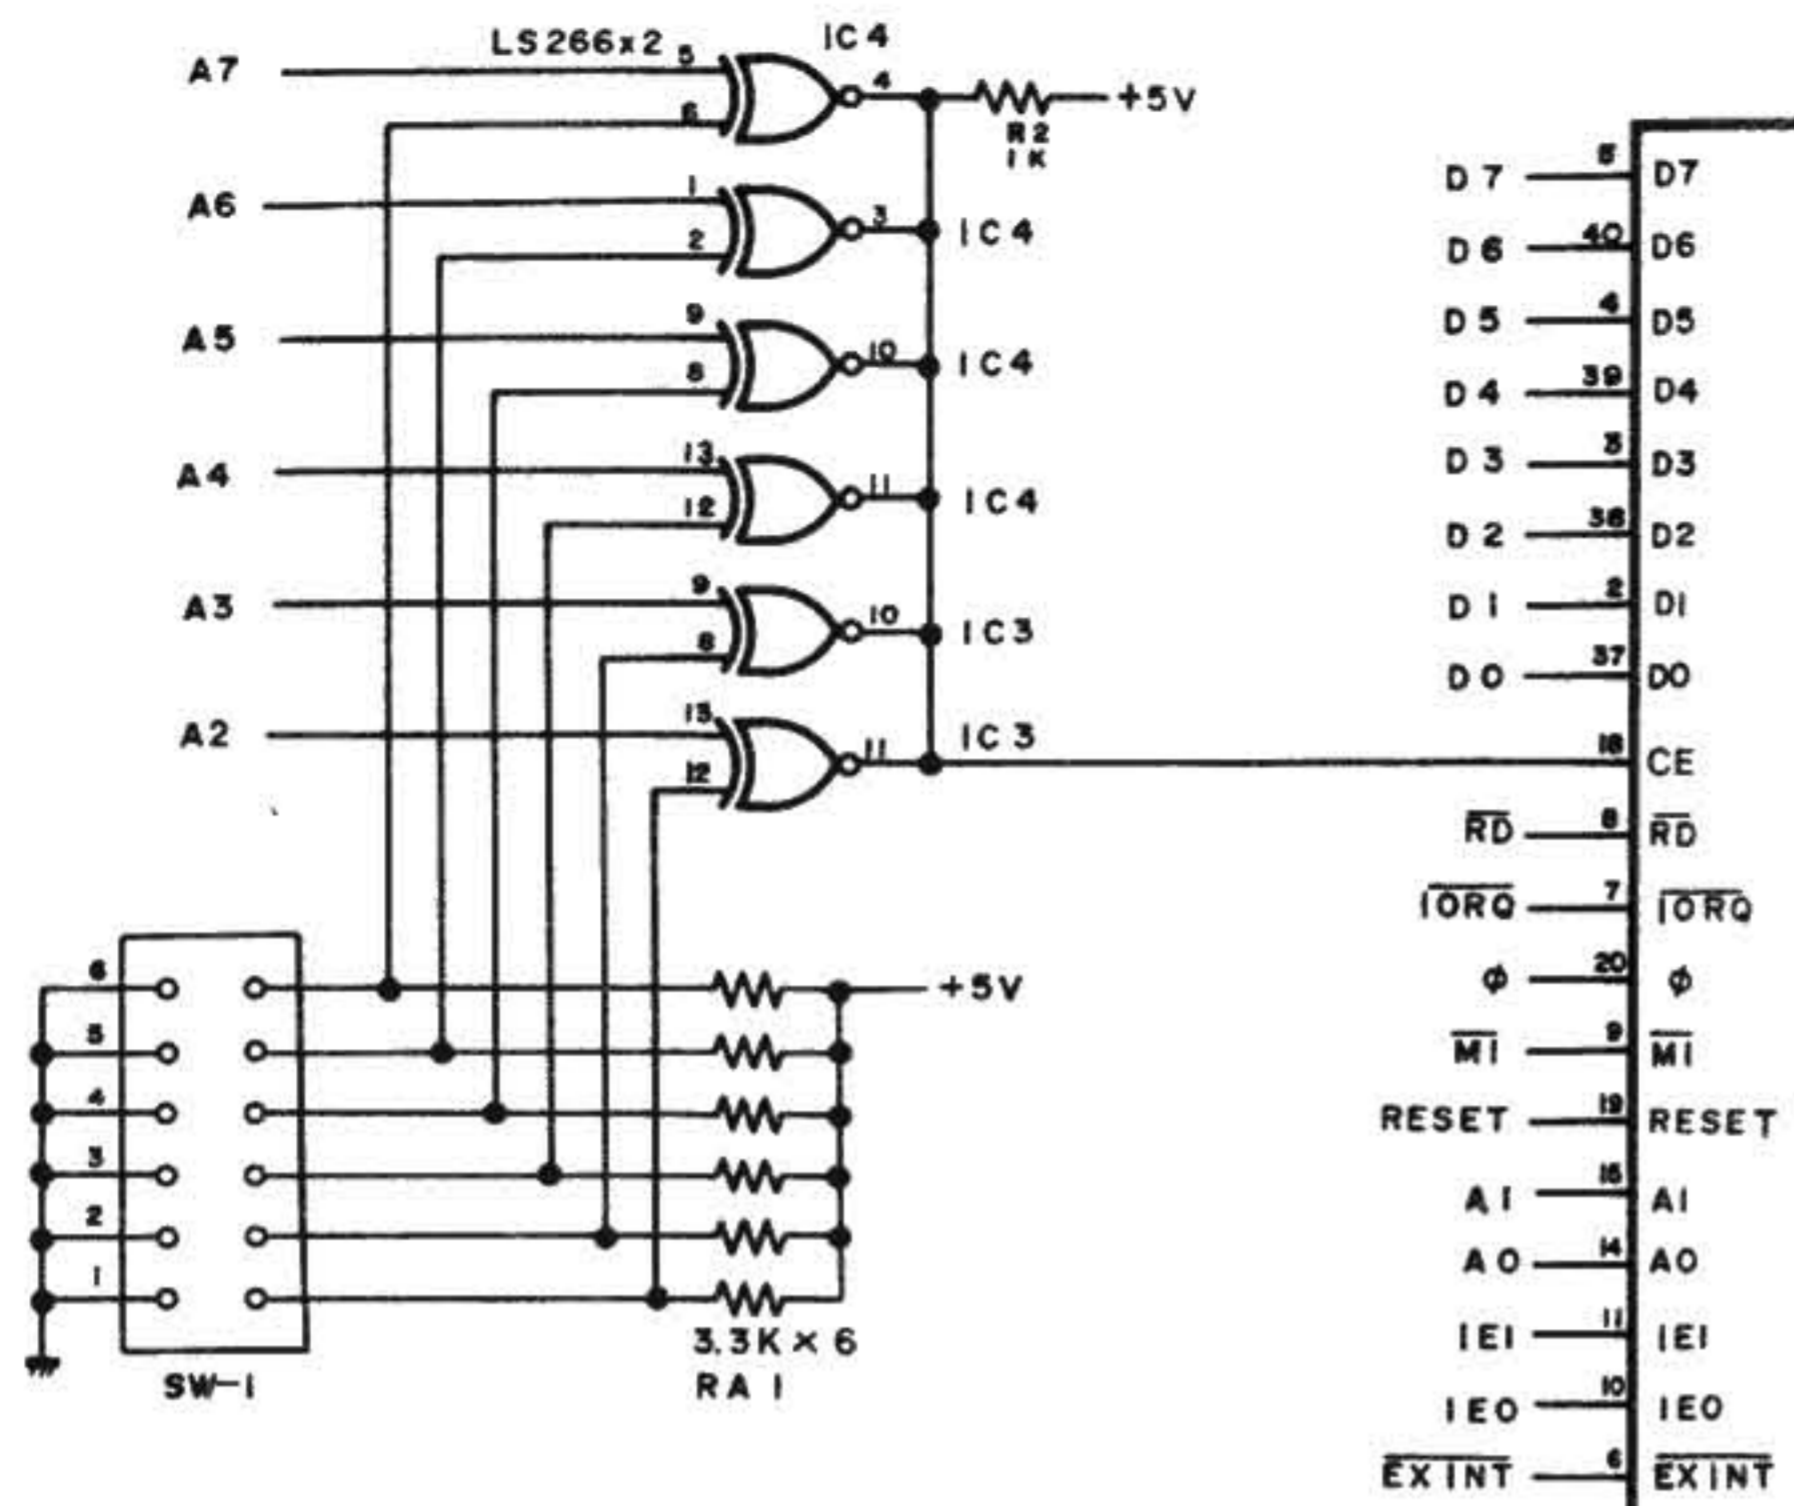 LS266x2
IC4
A7
5
6
4
+5V
R2
1K
A6
1
2
3
IC4
A5
9
8
10
IC4
A4
13
12
11
IC4
A3
9
8
10
IC3
A2
13
12
11
IC3
6
5
4
3
2
1
SW-1
+5V
3.3K × 6
RA1
D7
5
D7
D6
40
D6
D5
4
D5
D4
39
D4
D3
3
D3
D2
38
D2
D1
2
D1
D0
37
D0
18
CE
RD
8
RD
IORQ
7
IORQ
φ
20
φ
M1
9
M1
RESET
19
RESET
A1
15
A1
A0
14
A0
IEI
11
IEI
IEO
10
IEO
EXINT
6
EXINT